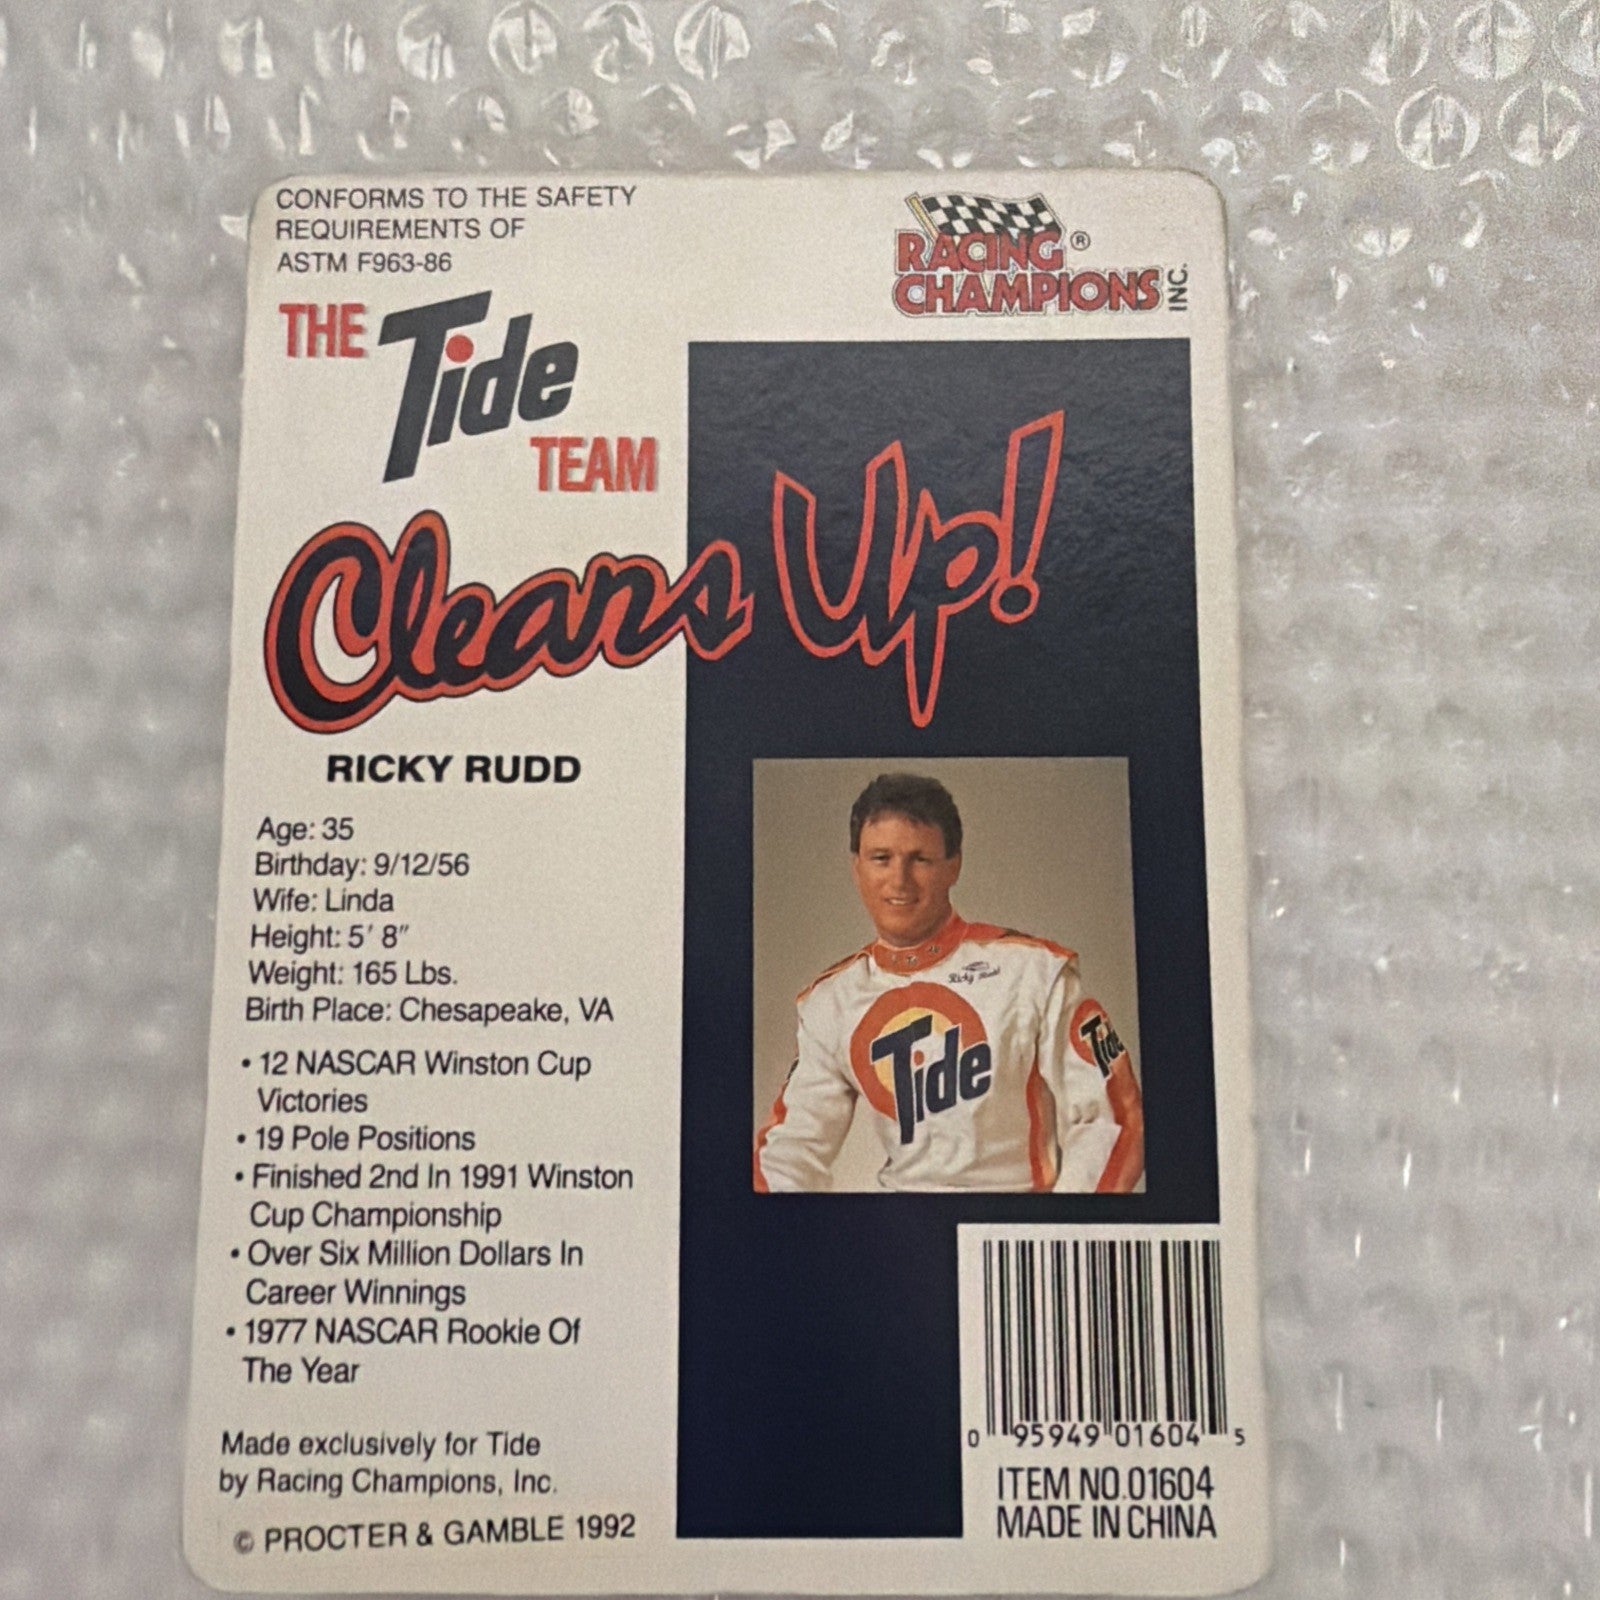 CONFORMS TO THE SAFETY
REQUIREMENTS OF
ASTM F963-86
RACING ®
CHAMPIONS INC.
THE Tide
TEAM
Cleans Up!
RICKY RUDD
Age: 35
Birthday: 9/12/56
Wife: Linda
Height: 5' 8"
Weight: 165 Lbs.
Birth Place: Chesapeake, VA
• 12 NASCAR Winston Cup
Victories
• 19 Pole Positions
• Finished 2nd In 1991 Winston
Cup Championship
• Over Six Million Dollars In
Career Winnings
• 1977 NASCAR Rookie Of
The Year
Made exclusively for Tide
by Racing Champions, Inc.
© PROCTER & GAMBLE 1992
Ricky Rudd
Tide
Tide
0 95949 01604 5
ITEM NO.01604
MADE IN CHINA